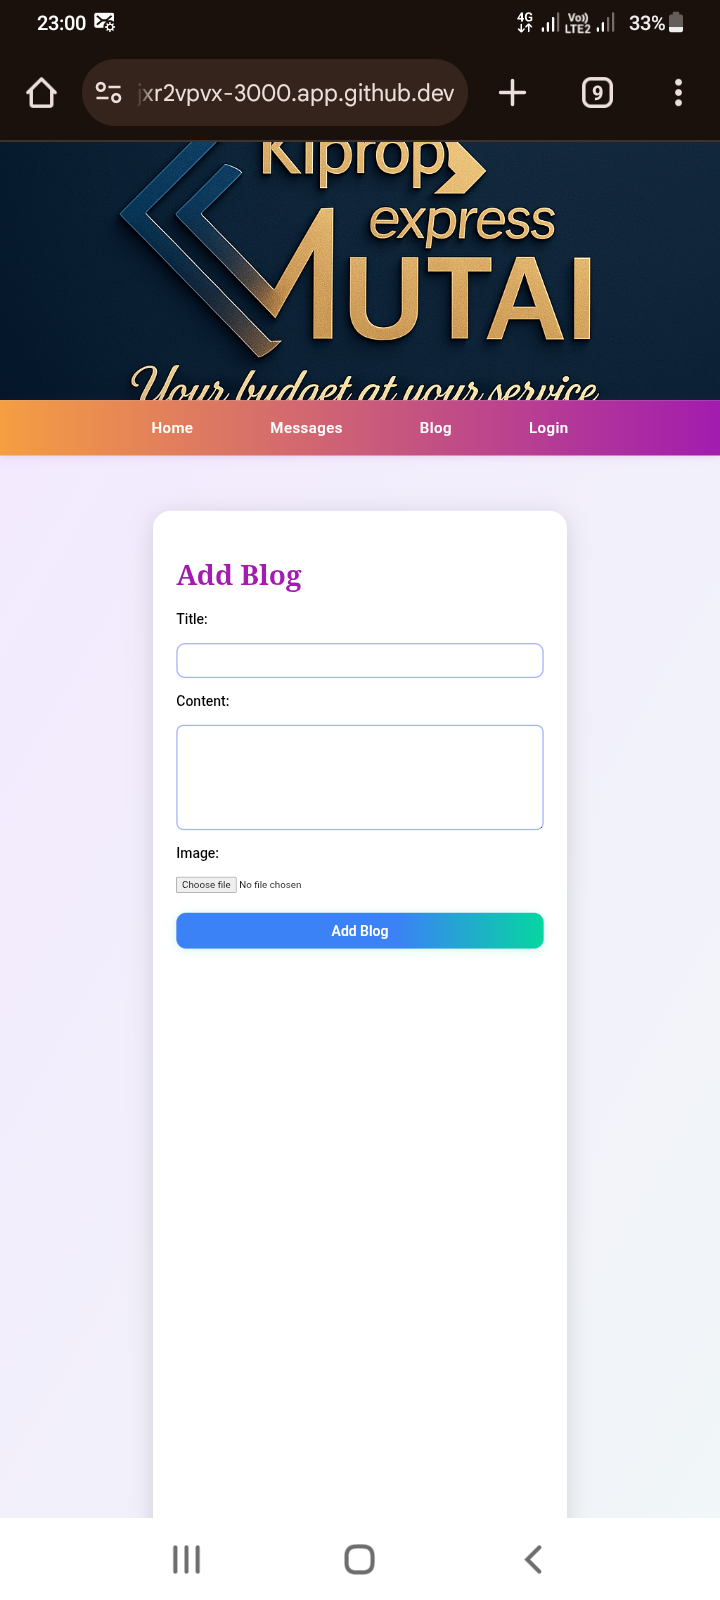 23:00
4G
Vo))
LTE2
33%
jxr2vpvx-3000.app.github.dev
9
Kiprop
express
MUTAI
Your budget at your service
Home
Messages
Blog
Login
Add Blog
Title:
Content:
Image:
Choose file No file chosen
Add Blog